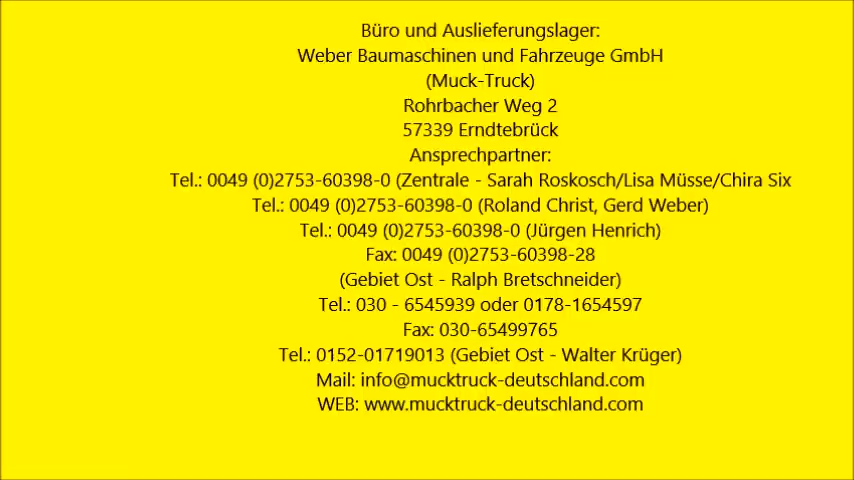 Büro und Auslieferungslager:
Weber Baumaschinen und Fahrzeuge GmbH
(Muck-Truck)
Rohrbacher Weg 2
57339 Erndtebrück
Ansprechpartner:
Tel.: 0049 (0)2753-60398-0 (Zentrale - Sarah Roskosch/Lisa Müsse/Chira Six
Tel.: 0049 (0)2753-60398-0 (Roland Christ, Gerd Weber)
Tel.: 0049 (0)2753-60398-0 (Jürgen Henrich)
Fax: 0049 (0)2753-60398-28
(Gebiet Ost - Ralph Bretschneider)
Tel.: 030 - 6545939 oder 0178-1654597
Fax: 030-65499765
Tel.: 0152-01719013 (Gebiet Ost - Walter Krüger)
Mail: info@mucktruck-deutschland.com
WEB: www.mucktruck-deutschland.com